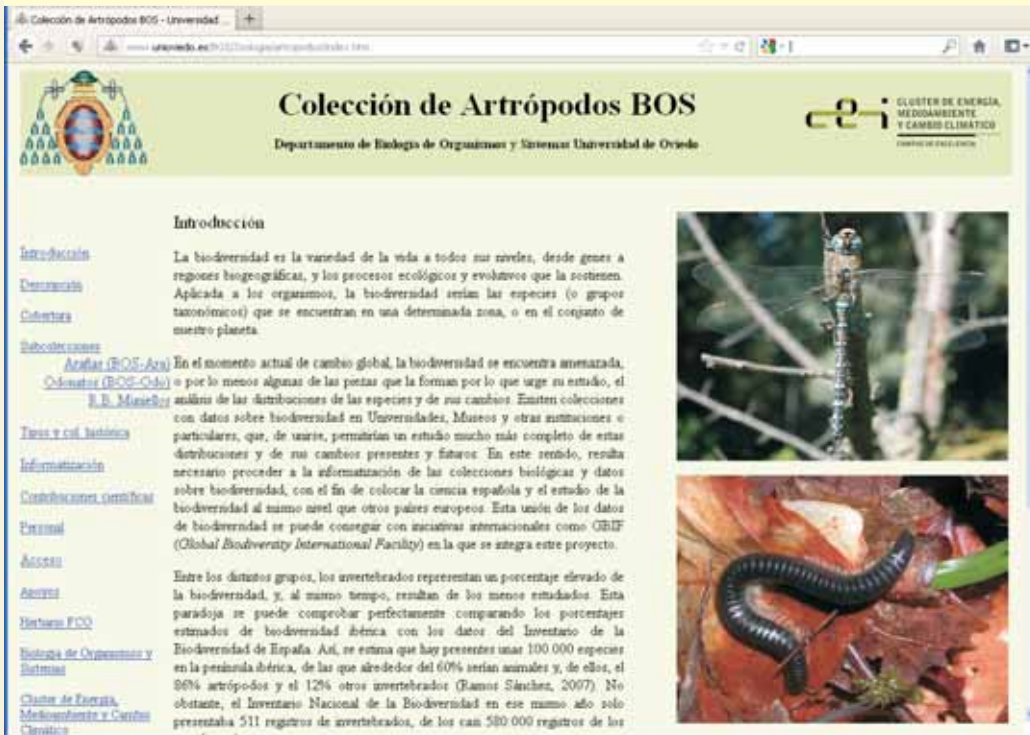 Colección de Artrópodos BOS - Universidad ...
www.uniovedo.es
Colección de Artrópodos BOS
Departamento de Biología de Organismos y Sistemas Universidad de Oviedo
CLUSTER DE ENERGÍA,
MEDIOAMBIENTE
Y CAMBIO CLIMÁTICO
CAMPUS DE EXCELENCIA
Introducción
Descripción
Cobertura
Subcolecciones
Arañas (BOS-Ara)
Odonatos (BOS-Odo)
R.B. Muniellos
Tipos y col. histórica
Informatización
Contribuciones científicas
Personal
Acceso
Apoyos
Herbario FCO
Biología de Organismos y
Sistemas
Cluster de Energía,
Medioambiente y Cambio
Climático
Introducción
La biodiversidad es la variedad de la vida a todos sus niveles, desde genes a
regiones biogeográficas, y los procesos ecológicos y evolutivos que la sostienen.
Aplicada a los organismos, la biodiversidad serían las especies (o grupos
taxonómicos) que se encuentran en una determinada zona, o en el conjunto de
nuestro planeta.
En el momento actual de cambio global, la biodiversidad se encuentra amenazada,
o por lo menos algunas de las piezas que la forman por lo que urge su estudio, el
análisis de las distribuciones de las especies y de sus cambios. Existen colecciones
con datos sobre biodiversidad en Universidades, Museos y otras instituciones o
particulares, que, de unirse, permitirían un estudio mucho más completo de estas
distribuciones y de sus cambios presentes y futuros. En este sentido, resulta
necesario proceder a la informatización de las colecciones biológicas y datos
sobre biodiversidad, con el fin de colocar la ciencia española y el estudio de la
biodiversidad al mismo nivel que otros países europeos. Esta unión de los datos
de biodiversidad se puede conseguir con iniciativas internacionales como GBIF
(Global Biodiversity International Facility) en la que se integra estre proyecto.
Entre los distintos grupos, los invertebrados representan un porcentaje elevado de
la biodiversidad, y, al mismo tiempo, resultan de los menos estudiados. Esta
paradoja se puede comprobar perfectamente comparando los porcentajes
estimados de biodiversidad ibérica con los datos del Inventario de la
Biodiversidad de España. Así, se estima que hay presentes unas 100 000 especies
en la península ibérica, de las que alrededor del 60% serían animales y, de ellos, el
86% artrópodos y el 12% otros invertebrados (Ramos Sánchez, 2007). No
obstante, el Inventario Nacional de la Biodiversidad en ese mismo año solo
presentaba 511 registros de invertebrados, de los casi 580 000 registros de los